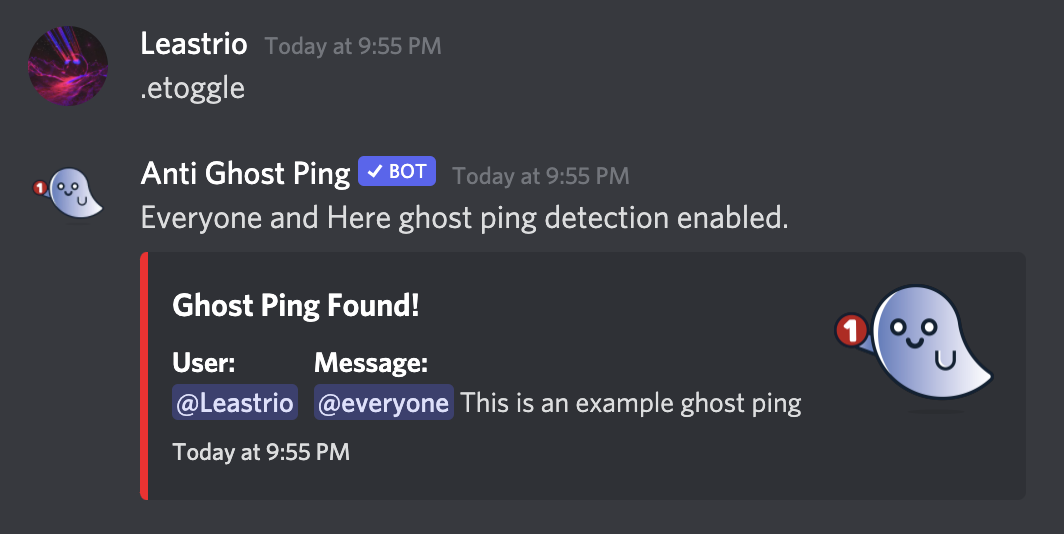 Leastrio Today at 9:55 PM
.etoggle
Anti Ghost Ping ✓ BOT Today at 9:55 PM
Everyone and Here ghost ping detection enabled.
Ghost Ping Found!
User: Message:
@Leastrio @everyone This is an example ghost ping
Today at 9:55 PM
1
1